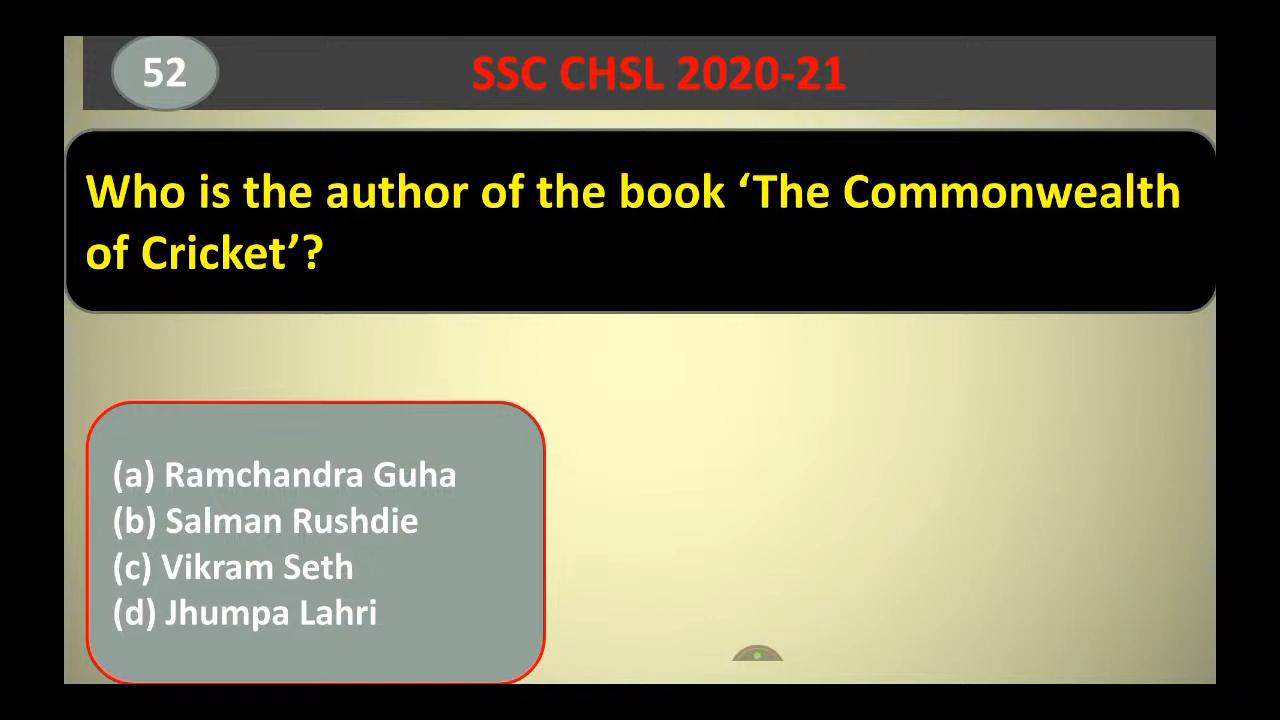 52
SSC CHSL 2020-21
Who is the author of the book ‘The Commonwealth
of Cricket’?
(a) Ramchandra Guha
(b) Salman Rushdie
(c) Vikram Seth
(d) Jhumpa Lahri